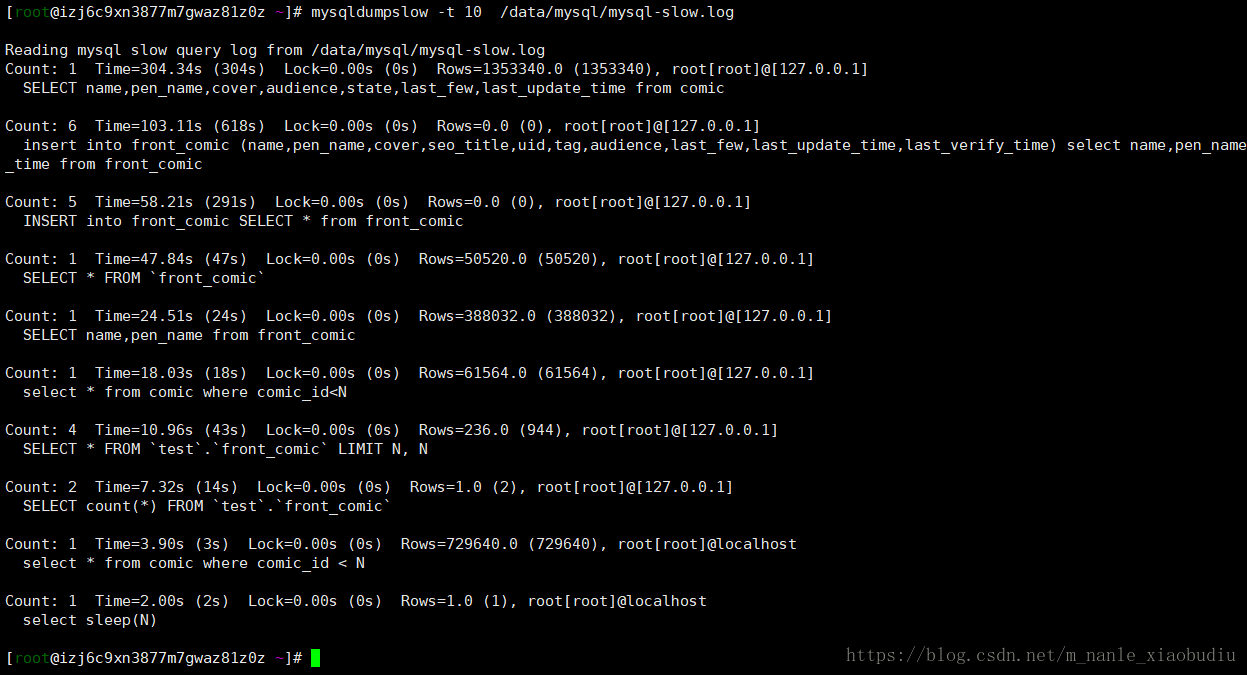 [root@izj6c9xn3877m7gwaz81z0z ~]# mysqldumpslow -t 10  /data/mysql/mysql-slow.log
Reading mysql slow query log from /data/mysql/mysql-slow.log
Count: 1  Time=304.34s (304s)  Lock=0.00s (0s)  Rows=1353340.0 (1353340), root[root]@[127.0.0.1]
  SELECT name,pen_name,cover,audience,state,last_few,last_update_time from comic
Count: 6  Time=103.11s (618s)  Lock=0.00s (0s)  Rows=0.0 (0), root[root]@[127.0.0.1]
  insert into front_comic (name,pen_name,cover,seo_title,uid,tag,audience,last_few,last_update_time,last_verify_time) select name,pen_name
_time from front_comic
Count: 5  Time=58.21s (291s)  Lock=0.00s (0s)  Rows=0.0 (0), root[root]@[127.0.0.1]
  INSERT into front_comic SELECT * from front_comic
Count: 1  Time=47.84s (47s)  Lock=0.00s (0s)  Rows=50520.0 (50520), root[root]@[127.0.0.1]
  SELECT * FROM `front_comic`
Count: 1  Time=24.51s (24s)  Lock=0.00s (0s)  Rows=388032.0 (388032), root[root]@[127.0.0.1]
  SELECT name,pen_name from front_comic
Count: 1  Time=18.03s (18s)  Lock=0.00s (0s)  Rows=61564.0 (61564), root[root]@[127.0.0.1]
  select * from comic where comic_id<N
Count: 4  Time=10.96s (43s)  Lock=0.00s (0s)  Rows=236.0 (944), root[root]@[127.0.0.1]
  SELECT * FROM `test`.`front_comic` LIMIT N, N
Count: 2  Time=7.32s (14s)  Lock=0.00s (0s)  Rows=1.0 (2), root[root]@[127.0.0.1]
  SELECT count(*) FROM `test`.`front_comic`
Count: 1  Time=3.90s (3s)  Lock=0.00s (0s)  Rows=729640.0 (729640), root[root]@localhost
  select * from comic where comic_id < N
Count: 1  Time=2.00s (2s)  Lock=0.00s (0s)  Rows=1.0 (1), root[root]@localhost
  select sleep(N)
[root@izj6c9xn3877m7gwaz81z0z ~]#
https://blog.csdn.net/m_nanle_xiaobudiu